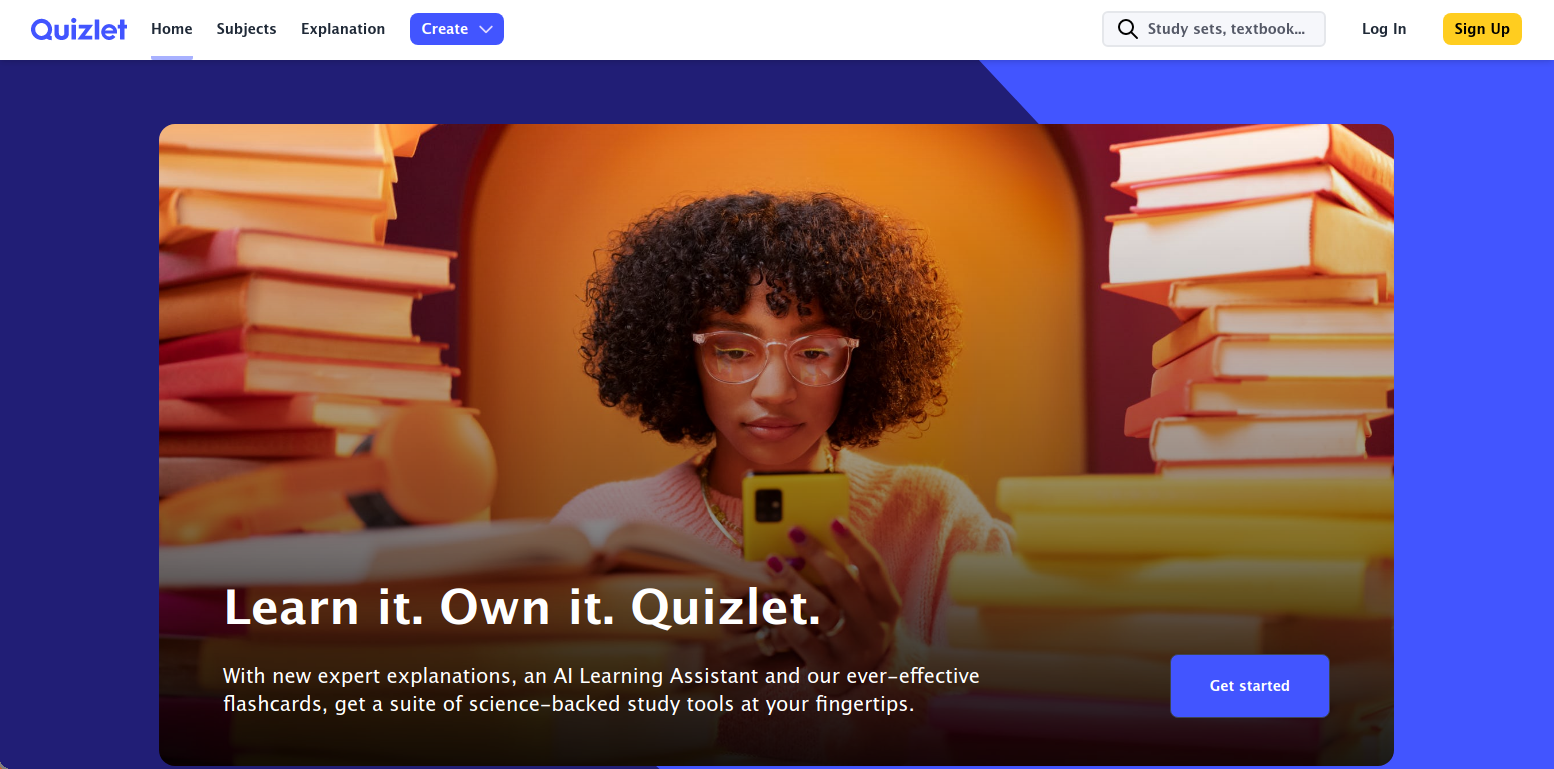 Quizlet
Home
Subjects
Explanation
Create
Study sets, textbook...
Log In
Sign Up
Learn it. Own it. Quizlet.
With new expert explanations, an AI Learning Assistant and our ever-effective
flashcards, get a suite of science-backed study tools at your fingertips.
Get started